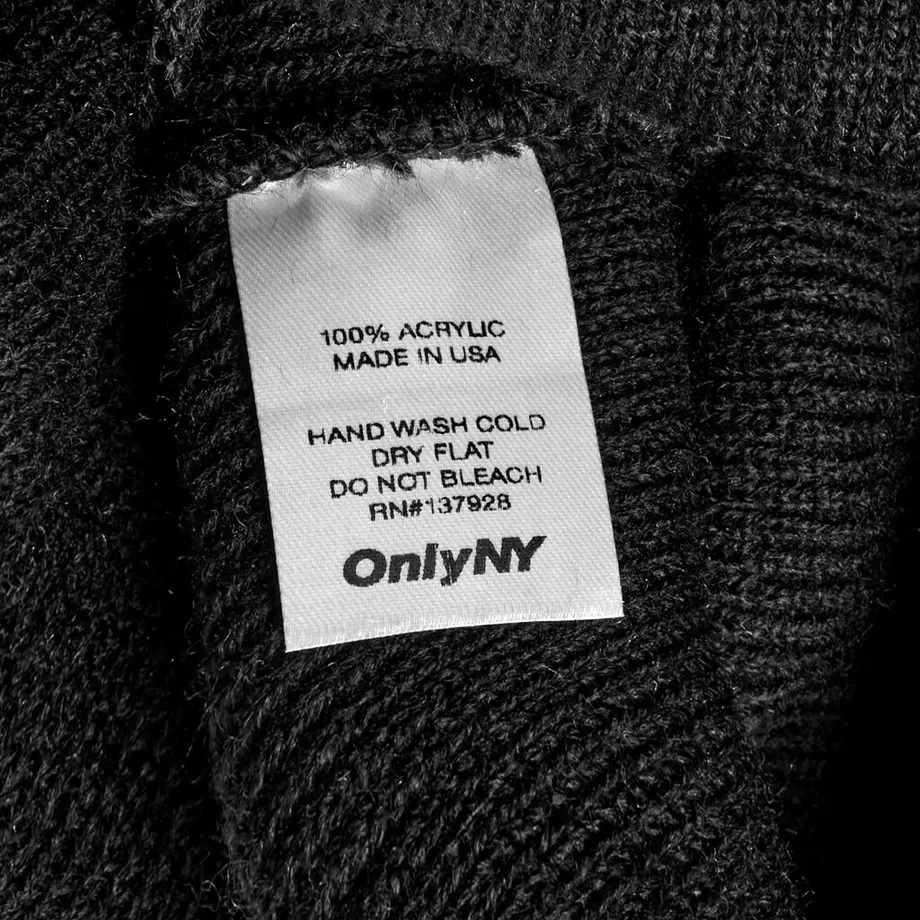 100% ACRYLIC
MADE IN USA
HAND WASH COLD
DRY FLAT
DO NOT BLEACH
RN#137928
OnlyNY